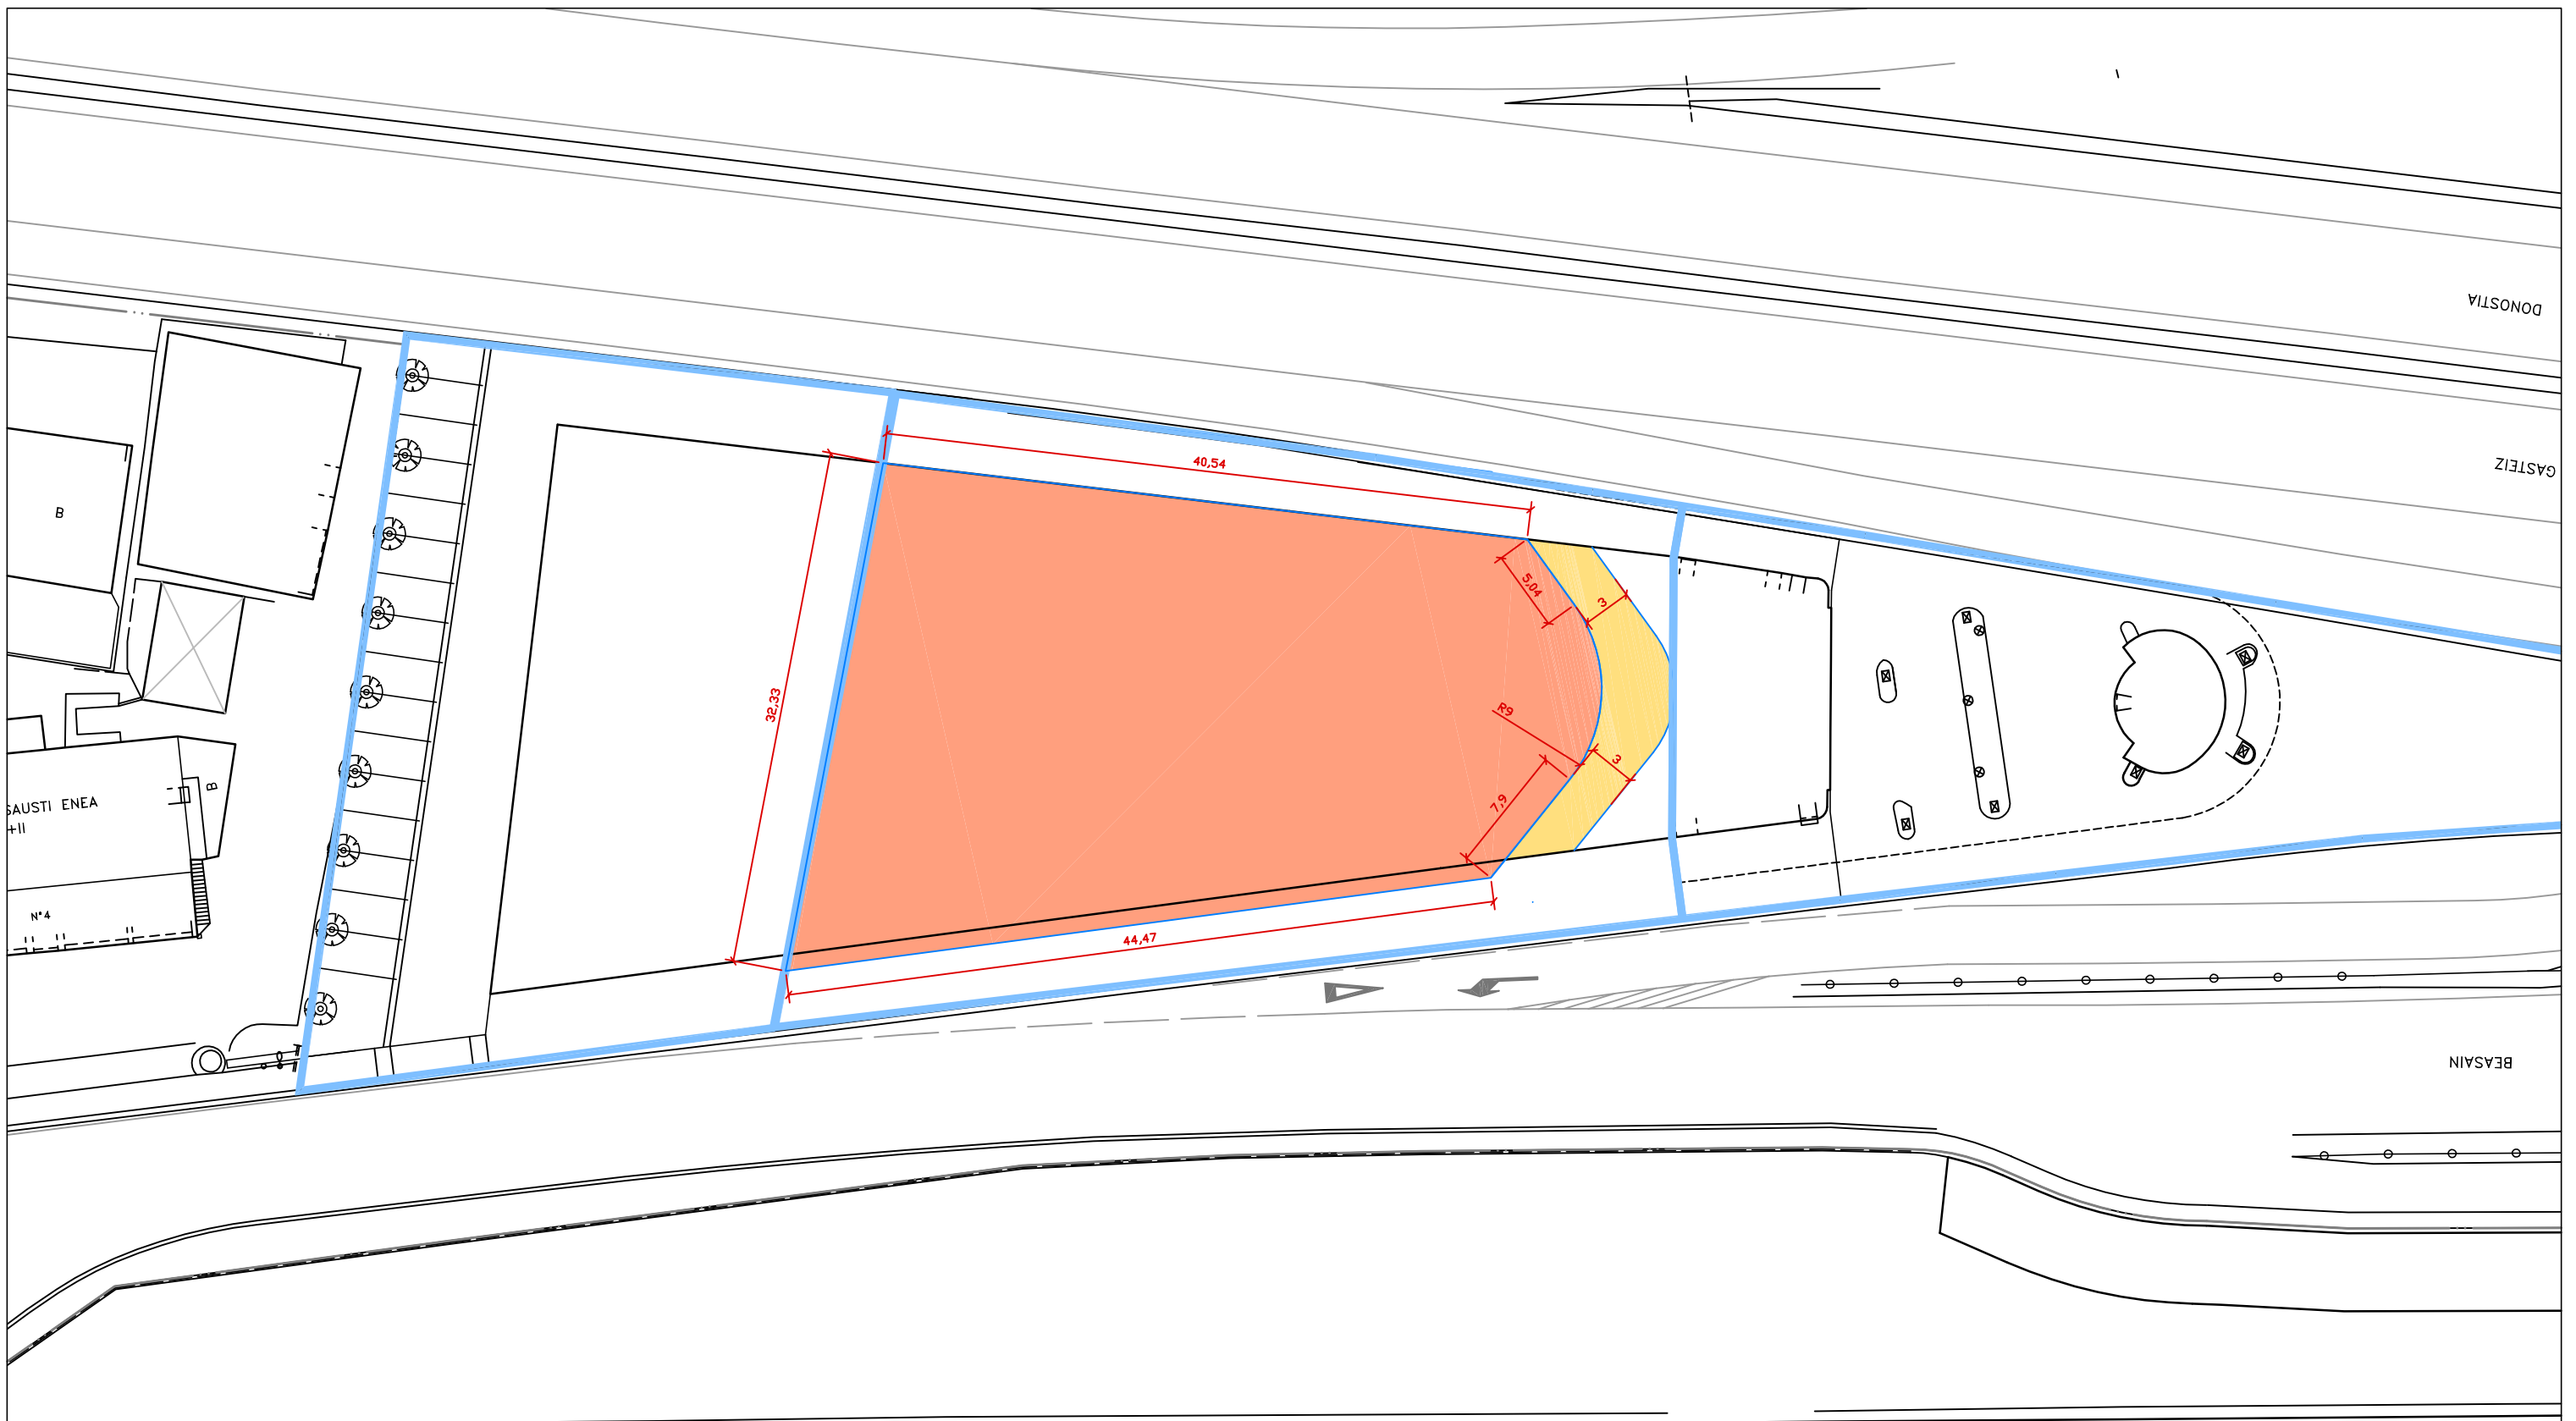 DONOSTIA
GASTEIZ
40,54
5,04
3
B
32,33
R9
3
7,9
B
SAUSTI ENEA
+II
Nº4
44,47
BEASAIN